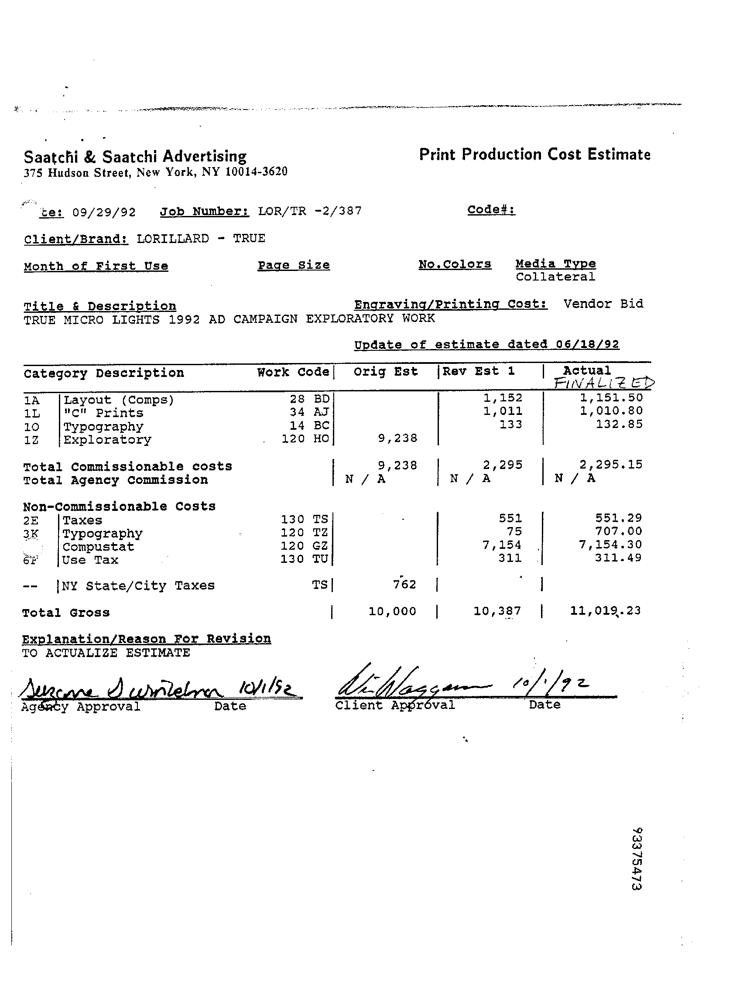 Saatchi & Saatchi Advertising Print Production Cost Estimate
375 Hudson Street, New York, NY 10014-3620
te: 09/29/92 Job Number: LOR/TR -2/387 Code#:
Client/Brand: LORILLARD - TRUE
Month of First Use Page Size No.Colors Media Type
Collateral
Title & Description Engraving/Printing Cost: Vendor Bid
TRUE MICRO LIGHTS 1992 AD CAMPAIGN EXPLORATORY WORK
Update of estimate dated 06/18/92
Category Description Work Code| Orig Est |Rev Est 1 | Actual
FINALIZED
1A |Layout (Comps) 28 BD| 1,152 | 1,151.50
1L |"C" Prints 34 AJ| 1,011 | 1,010.80
1O |Typography 14 BC| 133 | 132.85
1Z |Exploratory 120 HO| 9,238 |
Total Commissionable costs | 9,238 | 2,295 | 2,295.15
Total Agency Commission | N / A | N / A | N / A
Non-Commissionable Costs
2E |Taxes 130 TS| 551 | 551.29
3K |Typography 120 TZ| 75 | 707.00
|Compustat 120 GZ| 7,154 | 7,154.30
6P |Use Tax 130 TU| 311 | 311.49
-- |NY State/City Taxes TS| 762 | |
Total Gross | 10,000 | 10,387 | 11,019.23
Explanation/Reason For Revision
TO ACTUALIZE ESTIMATE
10/1/92 10/1/92
Agency Approval Date Client Approval Date
93375473